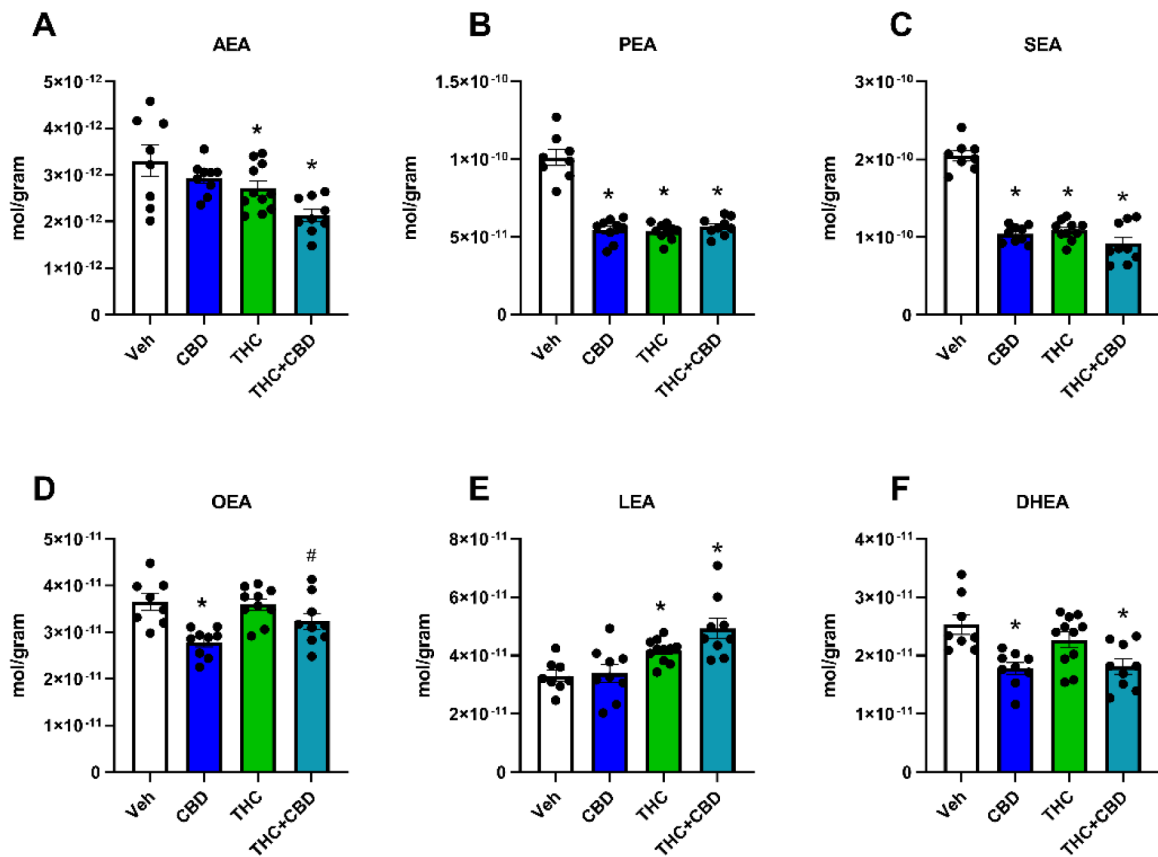 A
AEA
mol/gram
5×10⁻¹²
4×10⁻¹²
3×10⁻¹²
2×10⁻¹²
1×10⁻¹²
0
*
*
Veh
CBD
THC
THC+CBD
B
PEA
mol/gram
1.5×10⁻¹⁰
1×10⁻¹⁰
5×10⁻¹¹
0
*
*
*
Veh
CBD
THC
THC+CBD
C
SEA
mol/gram
3×10⁻¹⁰
2×10⁻¹⁰
1×10⁻¹⁰
0
*
*
*
Veh
CBD
THC
THC+CBD
D
OEA
mol/gram
5×10⁻¹¹
4×10⁻¹¹
3×10⁻¹¹
2×10⁻¹¹
1×10⁻¹¹
0
*
#
Veh
CBD
THC
THC+CBD
E
LEA
mol/gram
8×10⁻¹¹
6×10⁻¹¹
4×10⁻¹¹
2×10⁻¹¹
0
*
*
Veh
CBD
THC
THC+CBD
F
DHEA
mol/gram
4×10⁻¹¹
3×10⁻¹¹
2×10⁻¹¹
1×10⁻¹¹
0
*
*
Veh
CBD
THC
THC+CBD